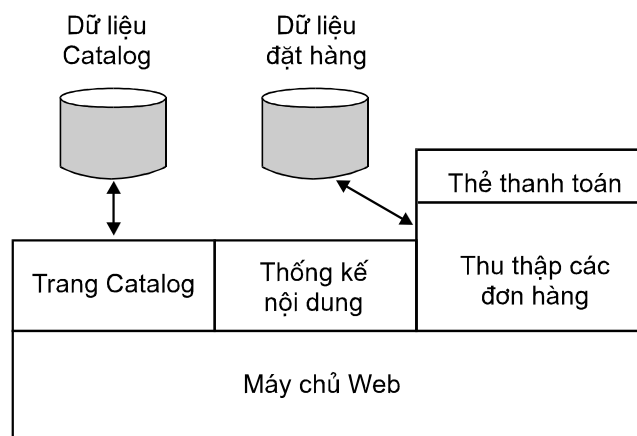 Dữ liệu
Catalog
Dữ liệu
đặt hàng
Thẻ thanh toán
Trang Catalog
Thống kế
nội dung
Thu thập các
đơn hàng
Máy chủ Web